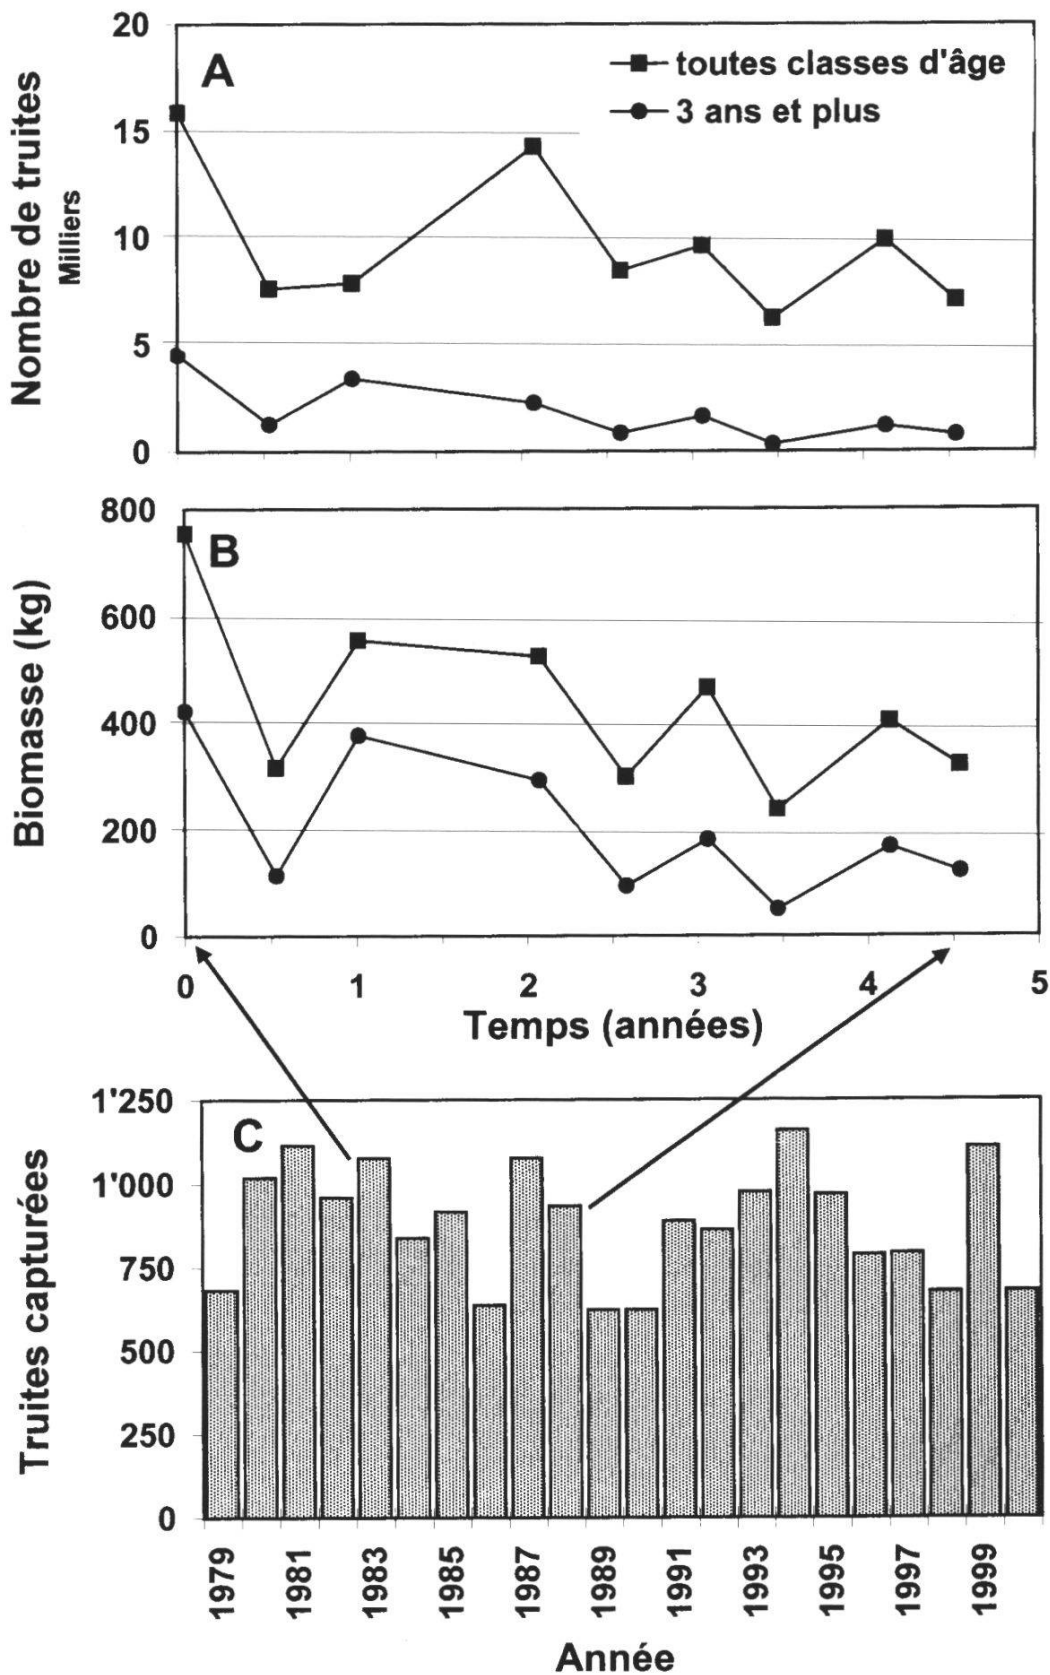 20
15
10
5
0
Nombre de truites
Milliers
A
toutes classes d'âge
3 ans et plus
800
600
400
200
0
Biomasse (kg)
B
0 1 2 3 4 5
Temps (années)
1'250
1'000
750
500
250
0
Truites capturées
C
1979 1981 1983 1985 1987 1989 1991 1993 1995 1997 1999
Année